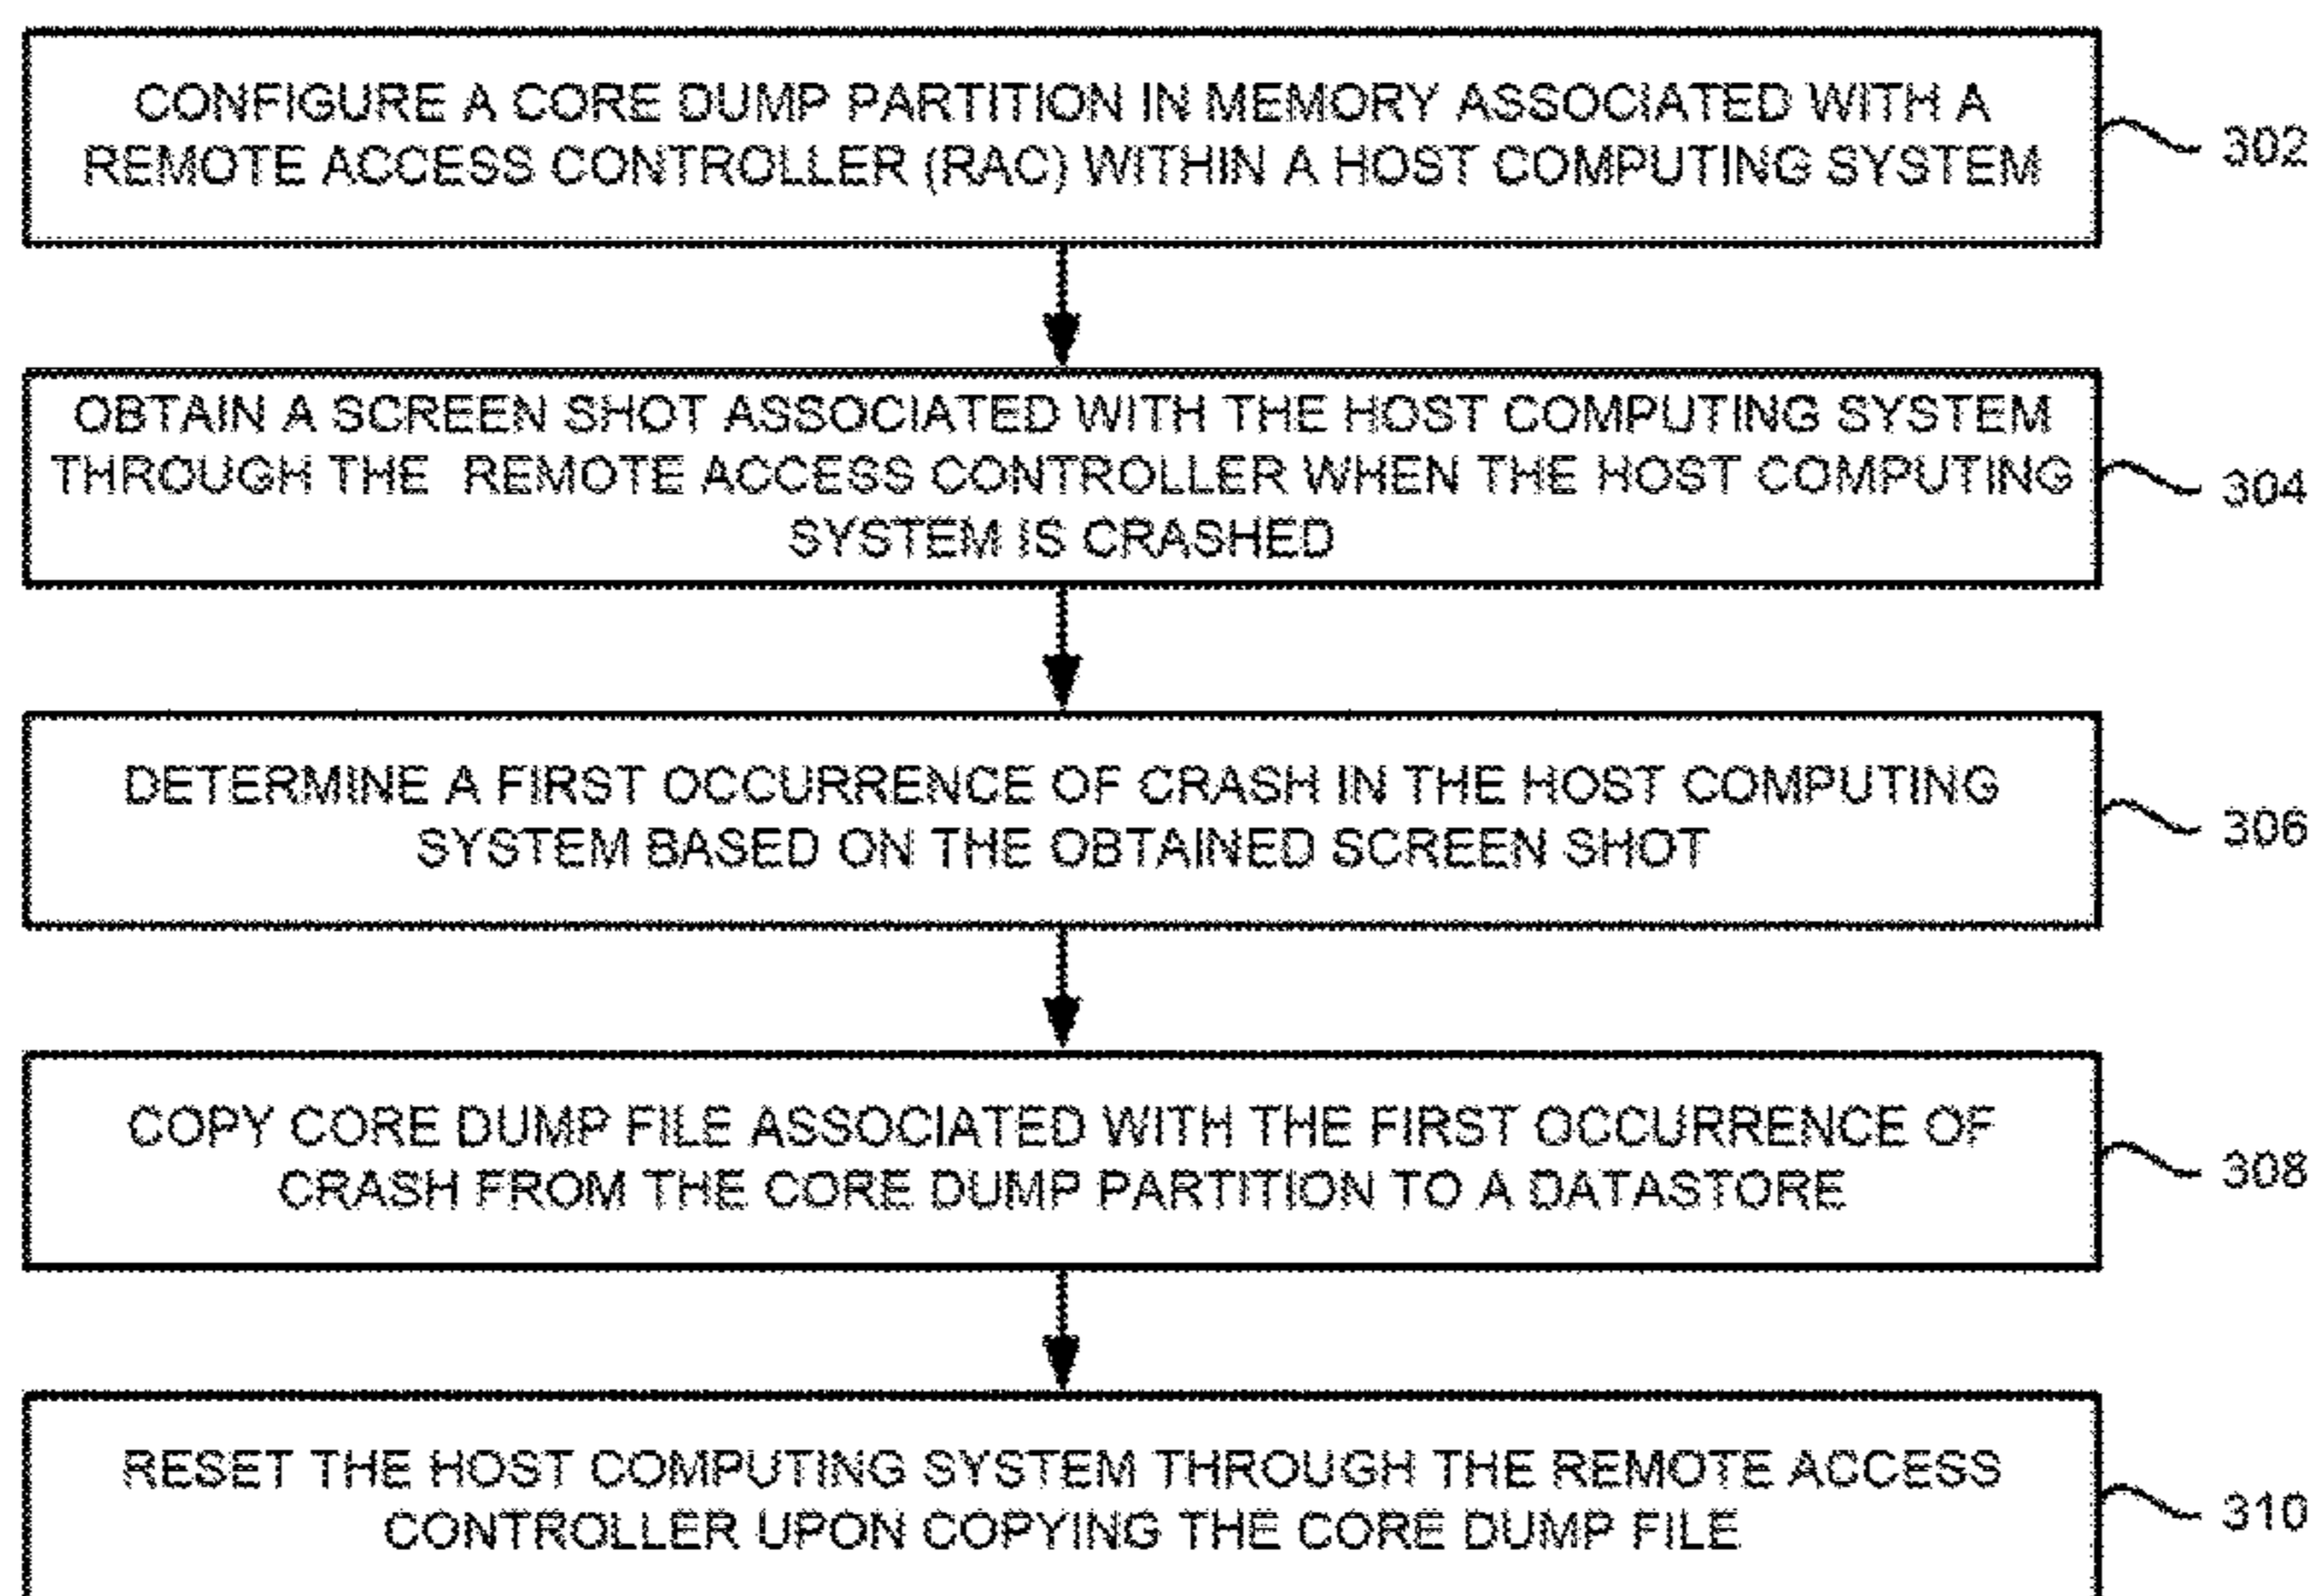 CONFIGURE A CORE DUMP PARTITION IN MEMORY ASSOCIATED WITH A
REMOTE ACCESS CONTROLLER (RAC) WITHIN A HOST COMPUTING SYSTEM
302
OBTAIN A SCREEN SHOT ASSOCIATED WITH THE HOST COMPUTING SYSTEM
THROUGH THE REMOTE ACCESS CONTROLLER WHEN THE HOST COMPUTING
SYSTEM IS CRASHED
304
DETERMINE A FIRST OCCURRENCE OF CRASH IN THE HOST COMPUTING
SYSTEM BASED ON THE OBTAINED SCREEN SHOT
306
COPY CORE DUMP FILE ASSOCIATED WITH THE FIRST OCCURRENCE OF
CRASH FROM THE CORE DUMP PARTITION TO A DATASTORE
308
RESET THE HOST COMPUTING SYSTEM THROUGH THE REMOTE ACCESS
CONTROLLER UPON COPYING THE CORE DUMP FILE
310